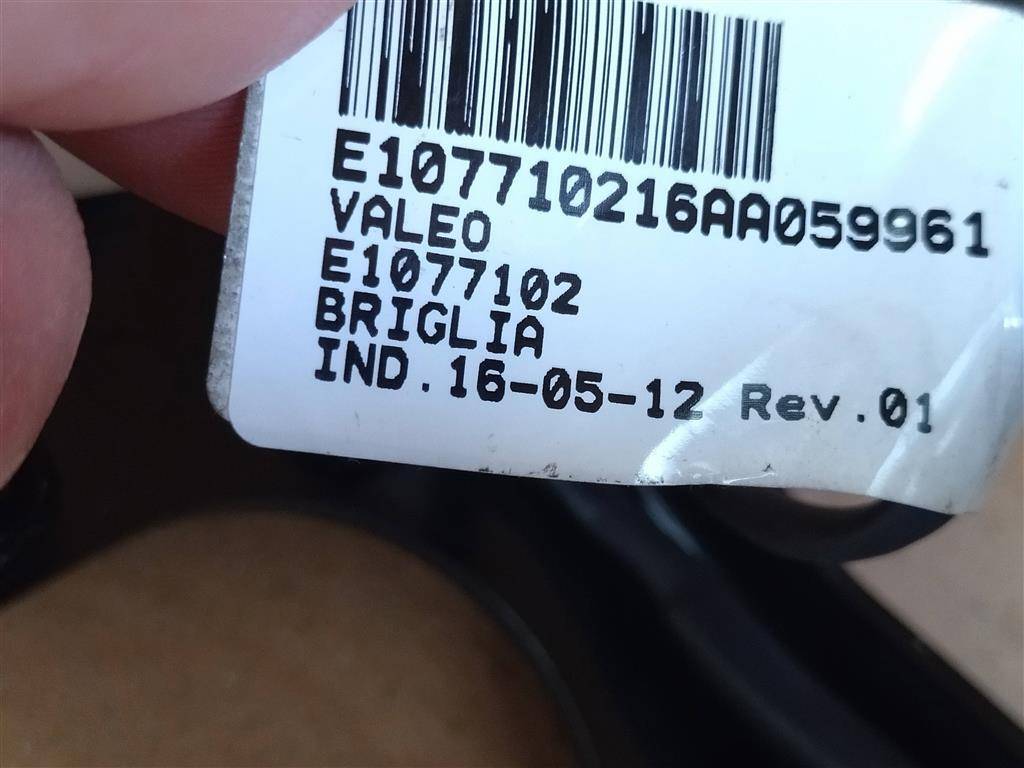 E107710216AA059961
VALEO
E1077102
BRIGLIA
IND.16-05-12 Rev.01